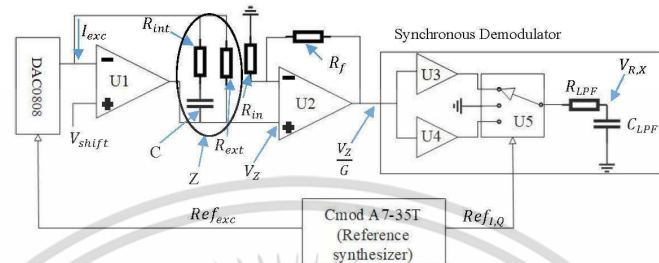 I_exc
R_int
R_f
Synchronous Demodulator
DAC0808
U1
U2
U3
U4
U5
R_LPF
V_R,X
C_LPF
V_shift
C
Z
R_ext
R_in
V_Z
V_Z/G
Ref_exc
Cmod A7-35T
(Reference
synthesizer)
Ref_I,Q